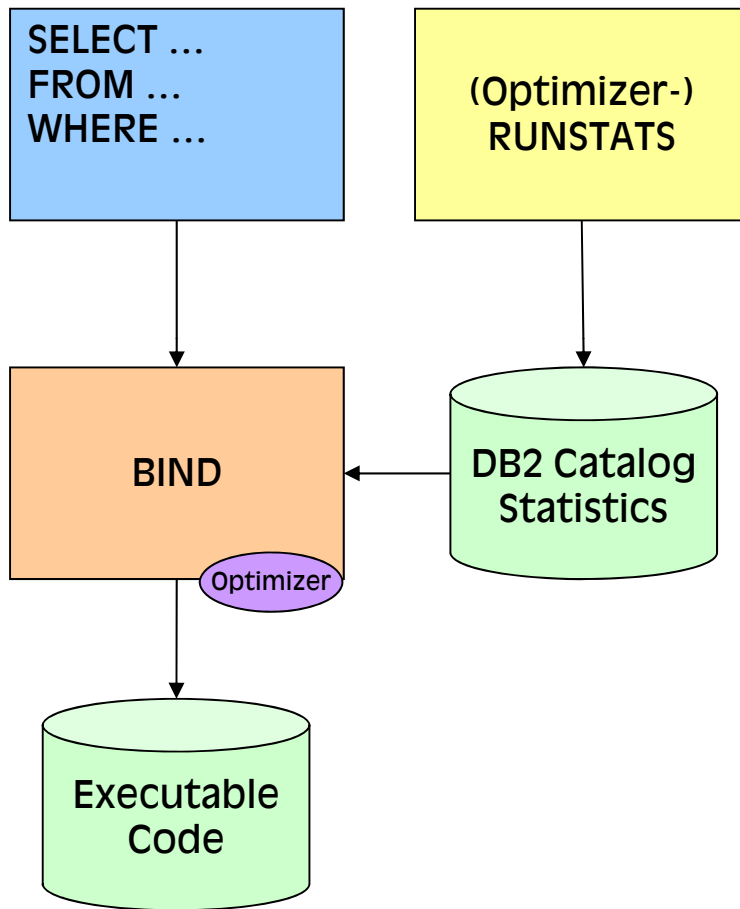 SELECT …
FROM …
WHERE …
(Optimizer-)
RUNSTATS
BIND
DB2 Catalog
Statistics
Optimizer
Executable
Code